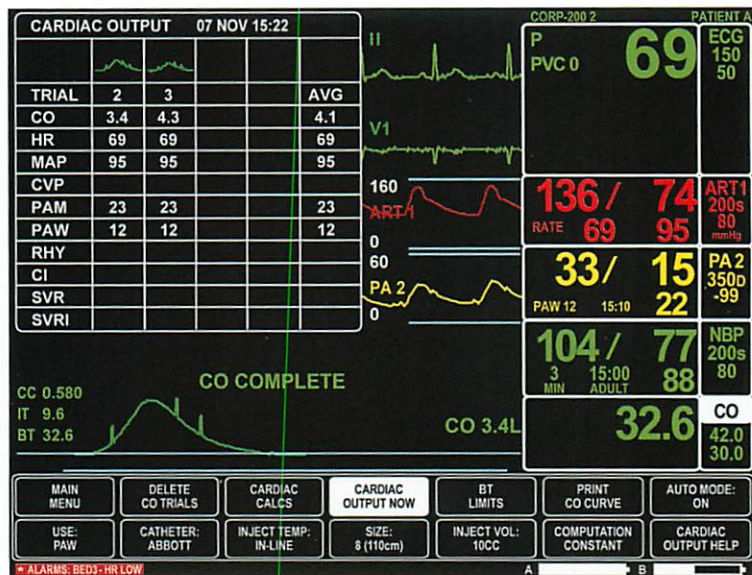 CORP-200 2 PATIENT A
CARDIAC OUTPUT 07 NOV 15:22
TRIAL 2 3 AVG
CO 3.4 4.3 4.1
HR 69 69 69
MAP 95 95 95
CVP
PAM 23 23 23
PAW 12 12 12
RHY
CI
SVR
SVRI
II
V1
160
ART 1
0
60
PA 2
0
P
PVC 0
69
ECG
150
50
136/ 74
RATE 69 95
ART1
200s
80
mmHg
33/ 15
PAW 12 15:10 22
PA 2
350D
-99
104/ 77
3 15:00 88
MIN ADULT
NBP
200s
80
32.6
CO
42.0
30.0
CO COMPLETE
CC 0.580
IT 9.6
BT 32.6
CO 3.4L
MAIN
MENU
DELETE
CO TRIALS
CARDIAC
CALCS
CARDIAC
OUTPUT NOW
BT
LIMITS
PRINT
CO CURVE
AUTO MODE:
ON
USE:
PAW
CATHETER:
ABBOTT
INJECT TEMP:
IN-LINE
SIZE:
8 (110cm)
INJECT VOL:
10CC
COMPUTATION
CONSTANT
CARDIAC
OUTPUT HELP
* ALARMS: BED3 - HR LOW
A B